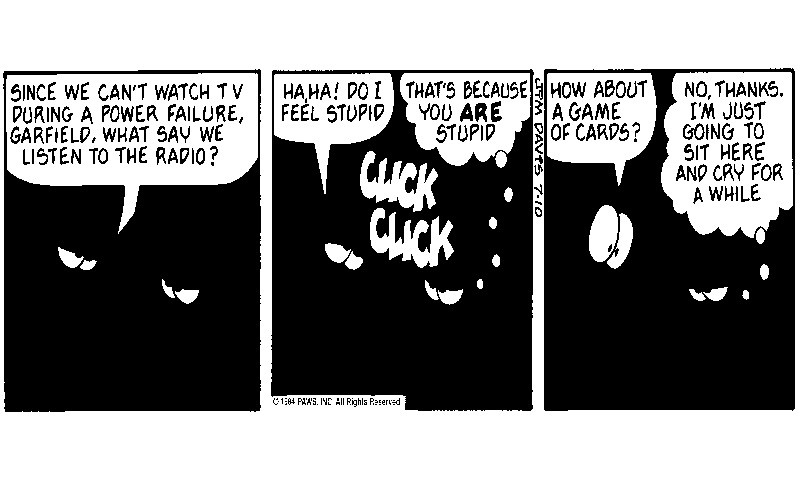 SINCE WE CAN'T WATCH TV
DURING A POWER FAILURE,
GARFIELD, WHAT SAY WE
LISTEN TO THE RADIO?
HA, HA! DO I
FEEL STUPID
THAT'S BECAUSE
YOU ARE
STUPID
CLICK
CLICK
© 1984 PAWS, INC. All Rights Reserved.
JIM DAVIS 7-10
HOW ABOUT
A GAME
OF CARDS?
NO, THANKS.
I'M JUST
GOING TO
SIT HERE
AND CRY FOR
A WHILE